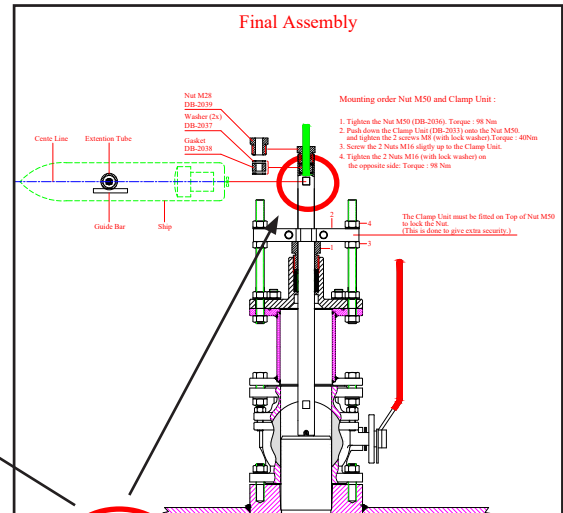 Final Assembly
Nut M28
DB-2039
Washer (2x)
DB-2037
Gasket
DB-2038
Mounting order Nut M50 and Clamp Unit :
1. Tighten the Nut M50 (DB-2036). Torque : 98 Nm
2. Push down the Clamp Unit (DB-2033) onto the Nut M50,
and tighten the 2 screws M8 (with lock washer).Torque : 40Nm
3. Screw the 2 Nuts M16 sligtly up to the Clamp Unit.
4. Tighten the 2 Nuts M16 (with lock washer) on
the opposite side: Torque : 98 Nm
Cente Line
Extention Tube
Guide Bar
Ship
2
4
The Clamp Unit must be fitted on Top of Nut M50
to lock the Nut.
(This is done to give extra security.)
3
1